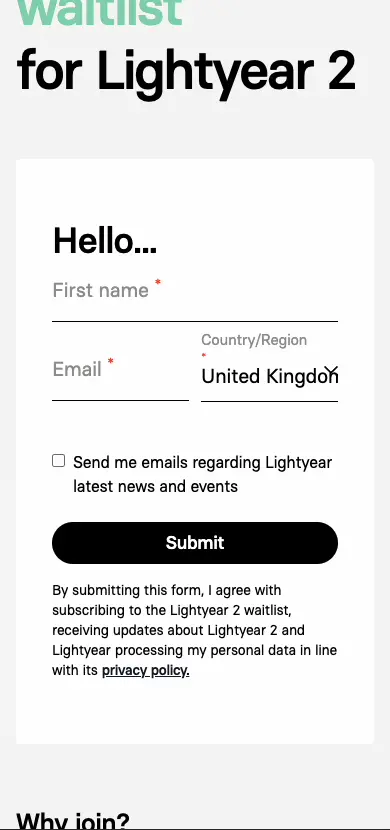 waitlist
for Lightyear 2
Hello...
First name *
Country/Region
*
Email *
United Kingdom
Send me emails regarding Lightyear
latest news and events
Submit
By submitting this form, I agree with
subscribing to the Lightyear 2 waitlist,
receiving updates about Lightyear 2 and
Lightyear processing my personal data in line
with its privacy policy.
Why join?